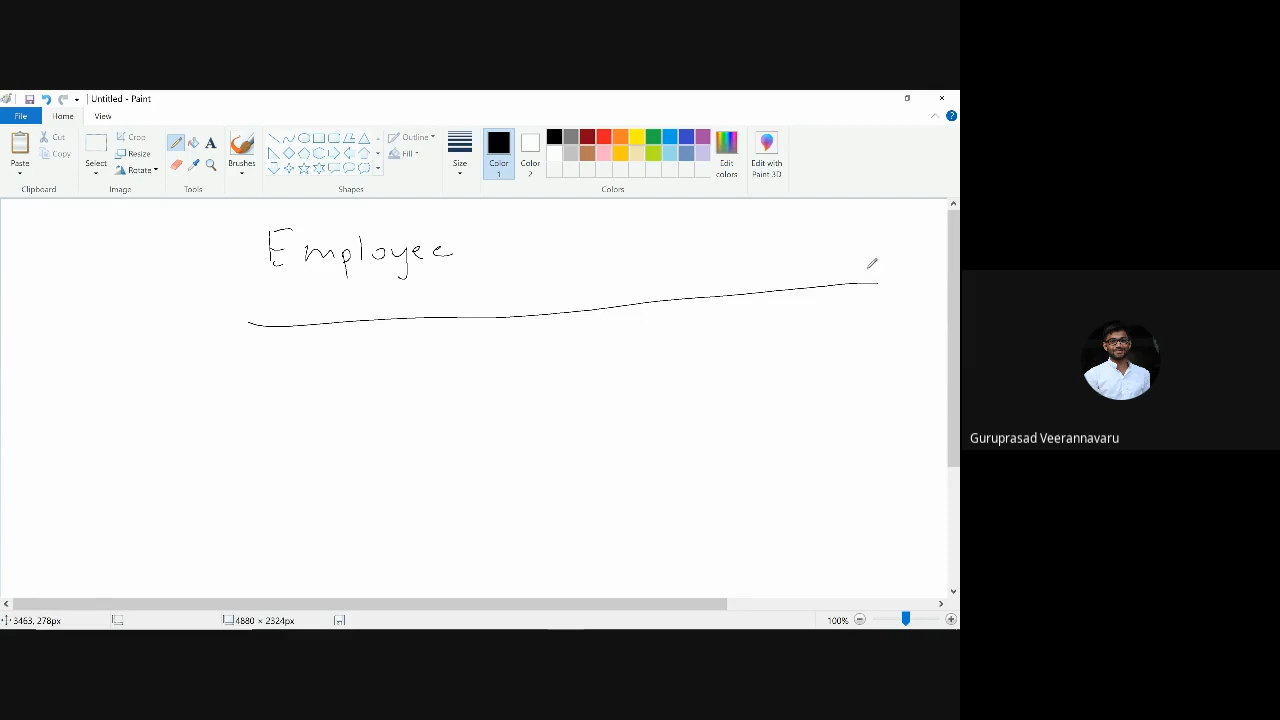 Untitled - Paint
File Home View
Paste
Cut
Copy
Clipboard
Select
Crop
Resize
Rotate
Image
Tools
Brushes
Shapes
Outline
Fill
Size
Color 1
Color 2
Edit colors
Colors
Edit with Paint 3D
Employee
Guruprasad Veerannavaru
3463, 278px
4880 × 2324px
100%